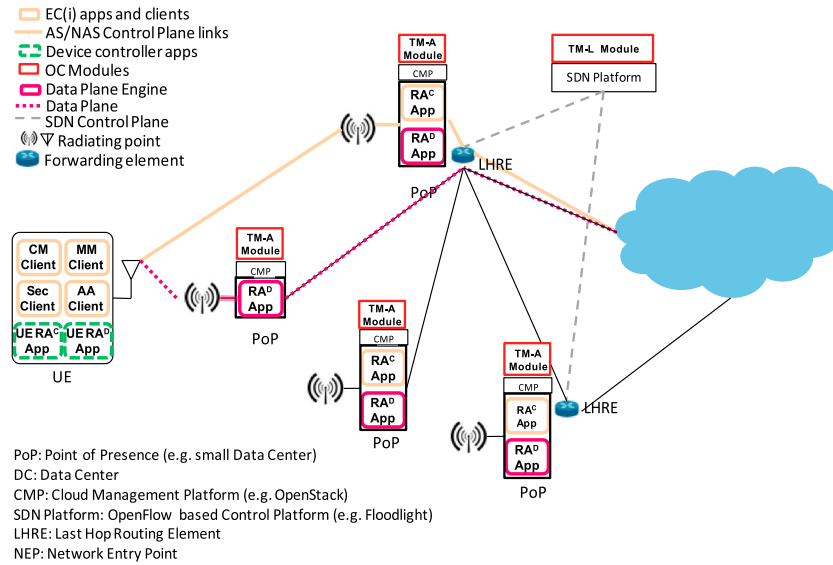 EC(i) apps and clients
AS/NAS Control Plane links
Device controller apps
OC Modules
Data Plane Engine
Data Plane
SDN Control Plane
Radiating point
Forwarding element
TM-A
Module
CMP
RAC
App
RAD
App
PoP
LHRE
TM-L Module
SDN Platform
CM
Client
MM
Client
Sec
Client
AA
Client
UE RAC
App
UE RAD
App
UE
TM-A
Module
CMP
RAD
App
PoP
TM-A
Module
CMP
RAC
App
RAD
App
PoP
TM-A
Module
CMP
RAC
App
RAD
App
PoP
LHRE
PoP: Point of Presence (e.g. small Data Center)
DC: Data Center
CMP: Cloud Management Platform (e.g. OpenStack)
SDN Platform: OpenFlow based Control Platform (e.g. Floodlight)
LHRE: Last Hop Routing Element
NEP: Network Entry Point